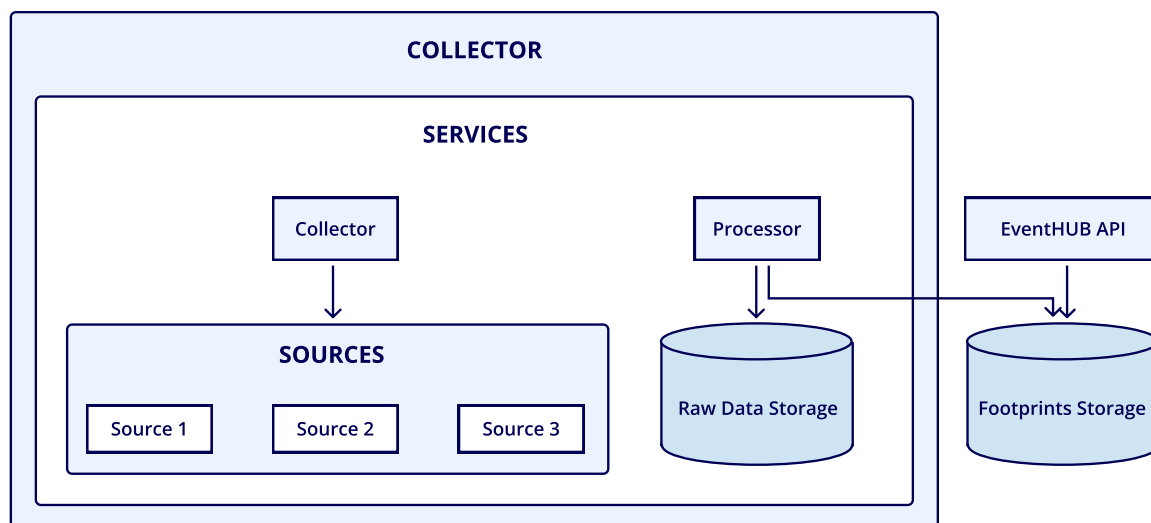 COLLECTOR
SERVICES
Collector
Processor
EventHUB API
SOURCES
Source 1
Source 2
Source 3
Raw Data Storage
Footprints Storage